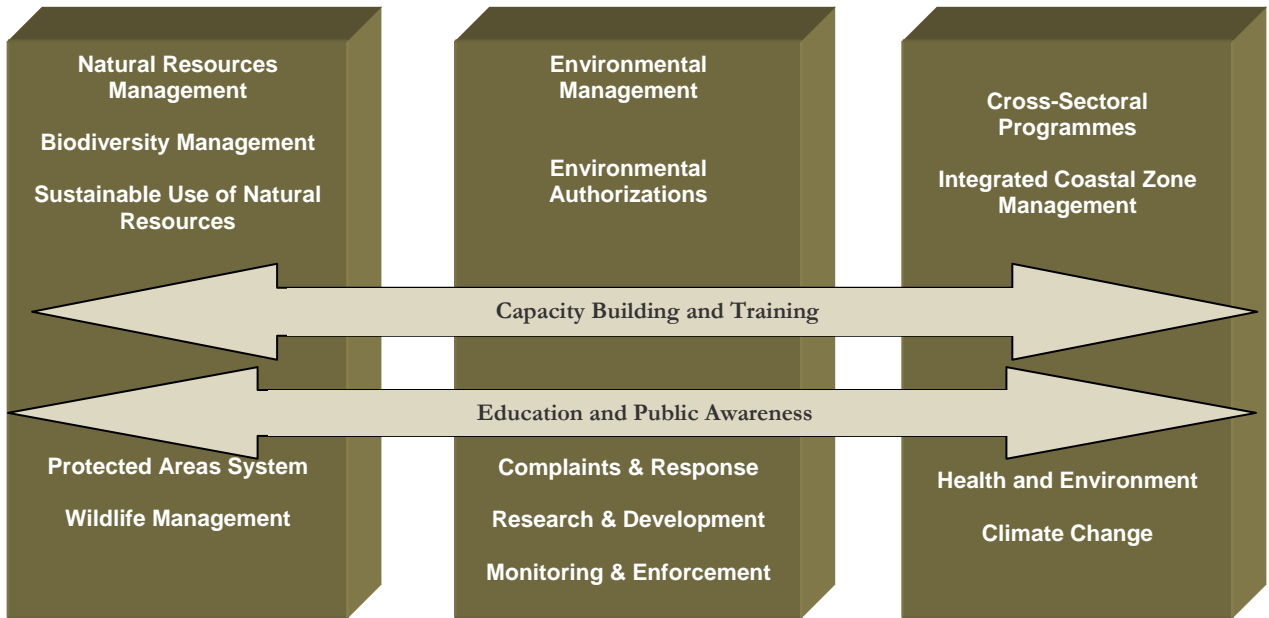 Natural Resources
Management
Biodiversity Management
Sustainable Use of Natural
Resources
Environmental
Management
Environmental
Authorizations
Cross-Sectoral
Programmes
Integrated Coastal Zone
Management
Capacity Building and Training
Education and Public Awareness
Protected Areas System
Wildlife Management
Complaints & Response
Research & Development
Monitoring & Enforcement
Health and Environment
Climate Change